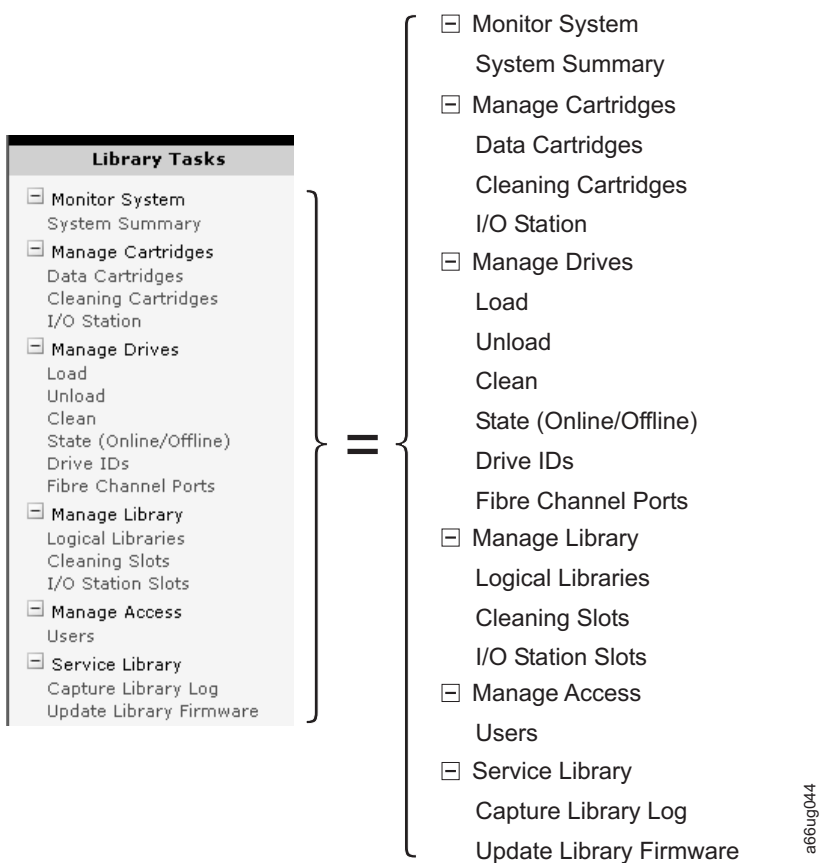 Library Tasks
Monitor System
System Summary
Manage Cartridges
Data Cartridges
Cleaning Cartridges
I/O Station
Manage Drives
Load
Unload
Clean
State (Online/Offline)
Drive IDs
Fibre Channel Ports
Manage Library
Logical Libraries
Cleaning Slots
I/O Station Slots
Manage Access
Users
Service Library
Capture Library Log
Update Library Firmware
=
Monitor System
System Summary
Manage Cartridges
Data Cartridges
Cleaning Cartridges
I/O Station
Manage Drives
Load
Unload
Clean
State (Online/Offline)
Drive IDs
Fibre Channel Ports
Manage Library
Logical Libraries
Cleaning Slots
I/O Station Slots
Manage Access
Users
Service Library
Capture Library Log
Update Library Firmware
a66ug044